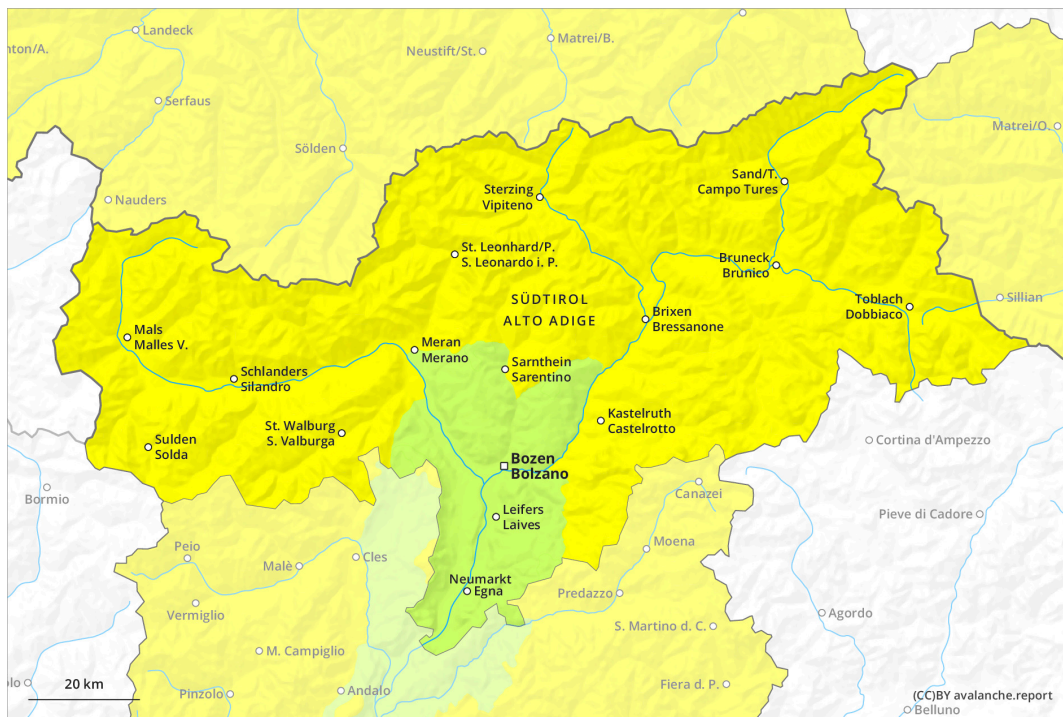 Landeck
nton/A.
Neustift/St.
Matrei/B.
Serfaus
Matrei/O.
Sölden
Nauders
Sand/T.
Campo Tures
Sterzing
Vipiteno
St. Leonhard/P.
S. Leonardo i. P.
Bruneck
Brunico
SÜDTIROL
ALTO ADIGE
Toblach
Dobbiaco
Sillian
Brixen
Bressanone
Mals
Malles V.
Meran
Merano
Sarnthein
Sarentino
Schlanders
Silandro
Kastelruth
Castelrotto
St. Walburg
S. Valburga
Sulden
Solda
Cortina d'Ampezzo
Bozen
Bolzano
Bormio
Canazei
Leifers
Laives
Pieve di Cadore
Moena
Peio
Malè
Cles
Neumarkt
Egna
Predazzo
Vermiglio
Agordo
S. Martino d. C.
M. Campiglio
20 km
olo
Pinzolo
Andalo
Fiera d. P.
(CC)BY avalanche.report
Belluno